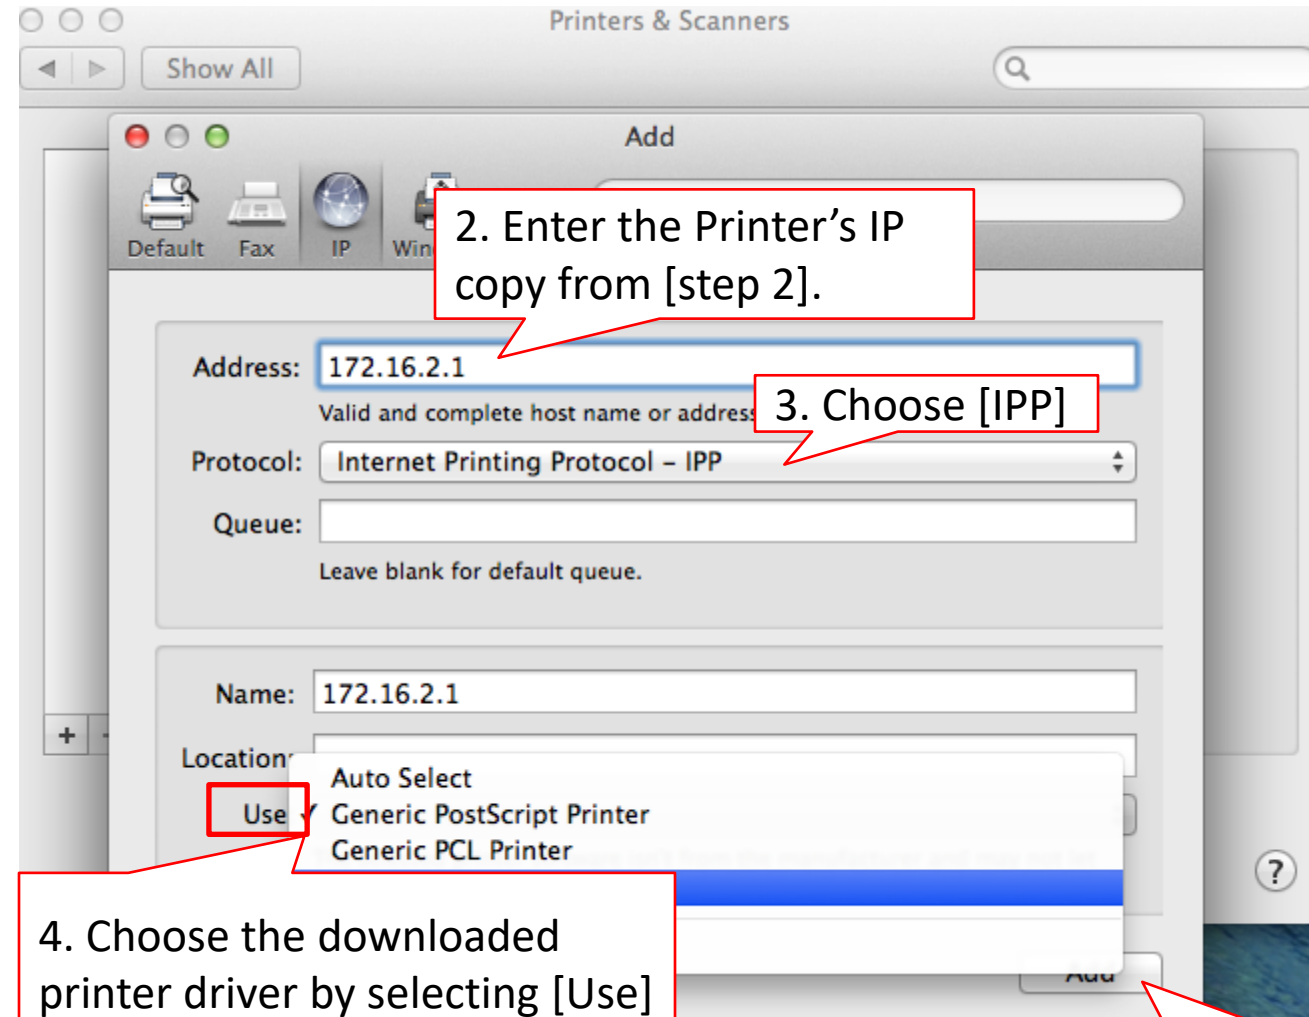 Printers & Scanners
Show All
Add
Default Fax IP Win
2. Enter the Printer’s IP
copy from [step 2].
Address: 172.16.2.1
Valid and complete host name or address
3. Choose [IPP]
Protocol: Internet Printing Protocol – IPP
Queue:
Leave blank for default queue.
Name: 172.16.2.1
Location:
Auto Select
Use ✓ Generic PostScript Printer
Generic PCL Printer
4. Choose the downloaded
printer driver by selecting [Use]
Add